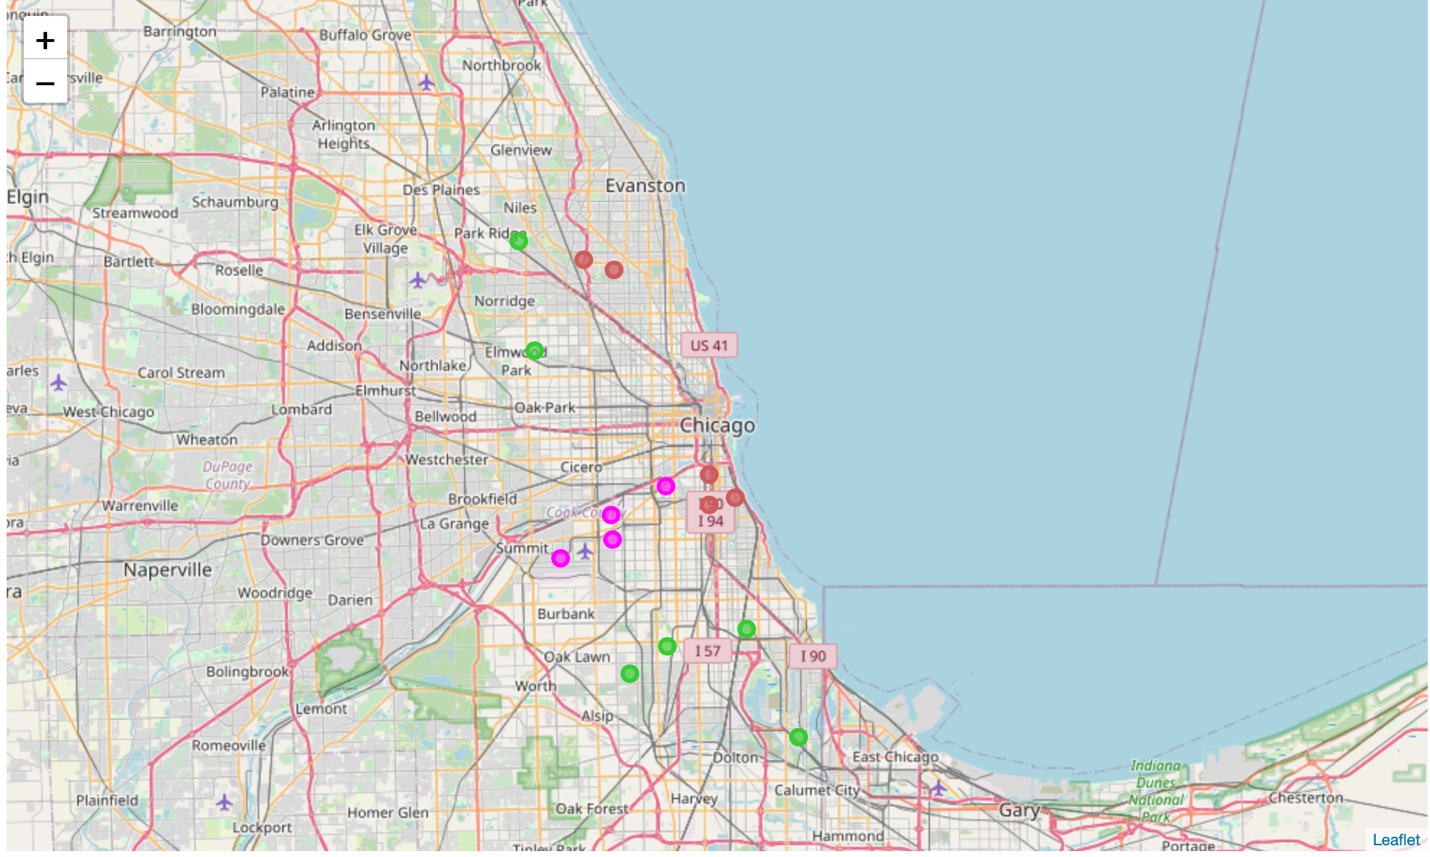 Park
+
Barrington
Buffalo Grove
Northbrook
−
Palatine
Arlington
Heights
Glenview
Des Plaines
Evanston
Elgin
Streamwood
Schaumburg
Niles
Elk Grove
Village
Park Ridge
Bartlett
Roselle
Norridge
Bloomingdale
Bensenville
US 41
Addison
Elmwood
Park
Northlake
Carol Stream
Elmhurst
West Chicago
Lombard
Bellwood
Oak Park
Chicago
Wheaton
Westchester
Cicero
DuPage
County
Brookfield
Warrenville
La Grange
I 94
Downers Grove
Summit
Naperville
Woodridge
Darien
Burbank
Oak Lawn
I 57
I 90
Bolingbrook
Worth
Lemont
Alsip
Romeoville
Dolton
East Chicago
Indiana
Dunes
National
Park
Plainfield
Harvey
Calumet City
Chesterton
Homer Glen
Oak Forest
Gary
Lockport
Hammond
Leaflet
Tinley Park
Portage